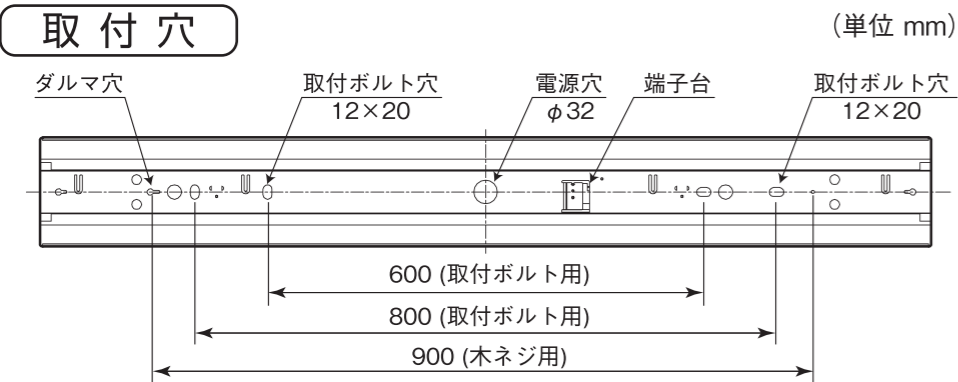 取付穴
(単位 mm)
ダルマ穴
取付ボルト穴
12×20
電源穴
φ32
端子台
取付ボルト穴
12×20
600 (取付ボルト用)
800 (取付ボルト用)
900 (木ネジ用)